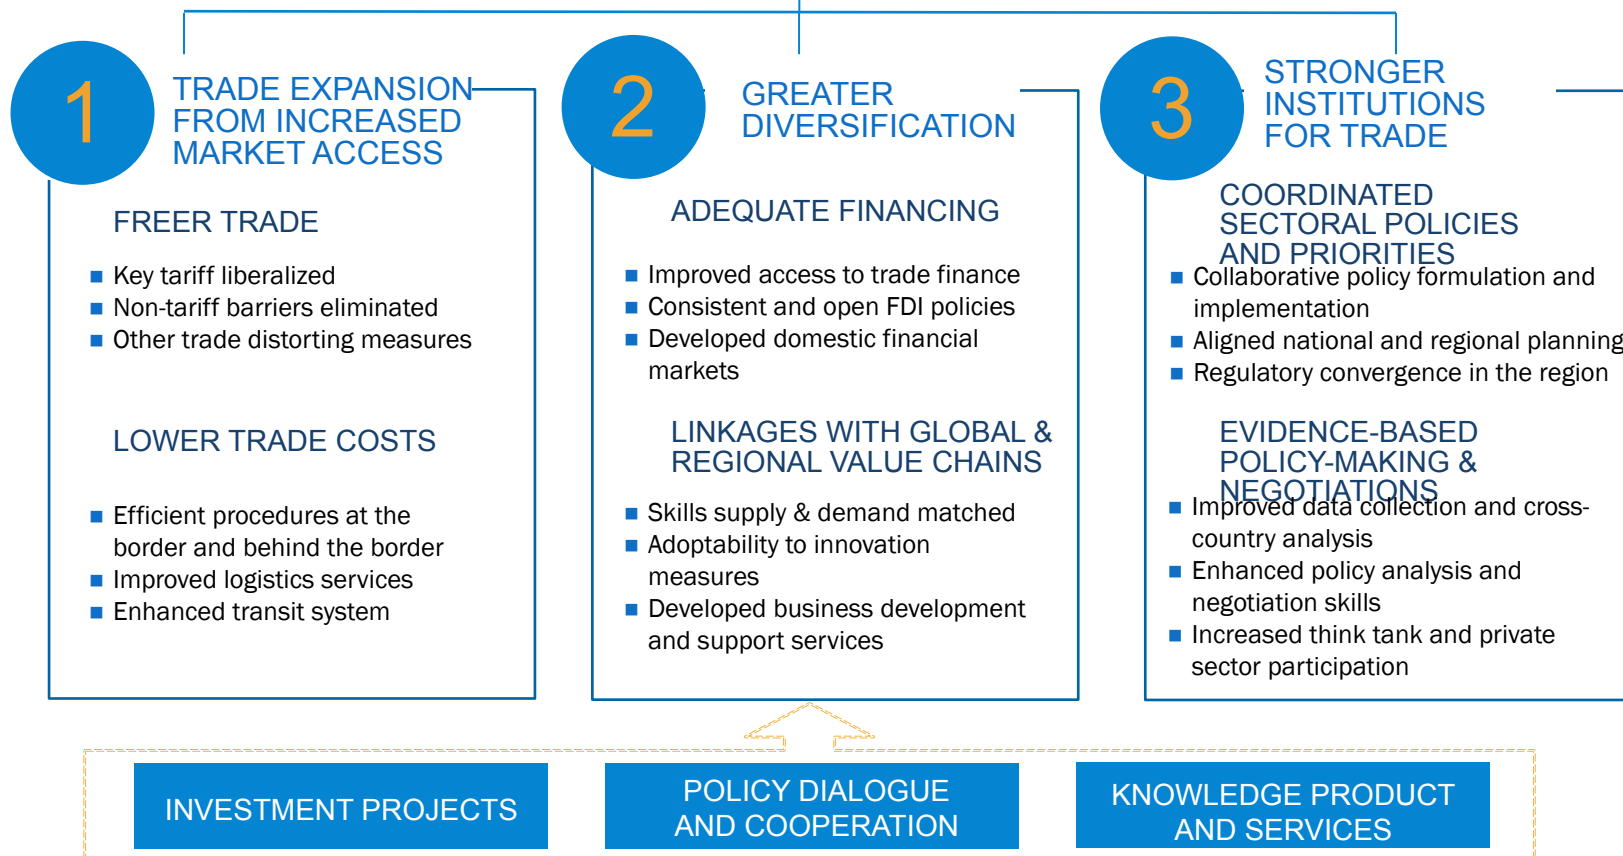 1
TRADE EXPANSION
FROM INCREASED
MARKET ACCESS
FREER TRADE
Key tariff liberalized
Non-tariff barriers eliminated
Other trade distorting measures
LOWER TRADE COSTS
Efficient procedures at the
border and behind the border
Improved logistics services
Enhanced transit system
2
GREATER
DIVERSIFICATION
ADEQUATE FINANCING
Improved access to trade finance
Consistent and open FDI policies
Developed domestic financial
markets
LINKAGES WITH GLOBAL &
REGIONAL VALUE CHAINS
Skills supply & demand matched
Adoptability to innovation
measures
Developed business development
and support services
3
STRONGER
INSTITUTIONS
FOR TRADE
COORDINATED
SECTORAL POLICIES
AND PRIORITIES
Collaborative policy formulation and
implementation
Aligned national and regional planning
Regulatory convergence in the region
EVIDENCE-BASED
POLICY-MAKING &
NEGOTIATIONS
Improved data collection and cross-
country analysis
Enhanced policy analysis and
negotiation skills
Increased think tank and private
sector participation
INVESTMENT PROJECTS
POLICY DIALOGUE
AND COOPERATION
KNOWLEDGE PRODUCT
AND SERVICES